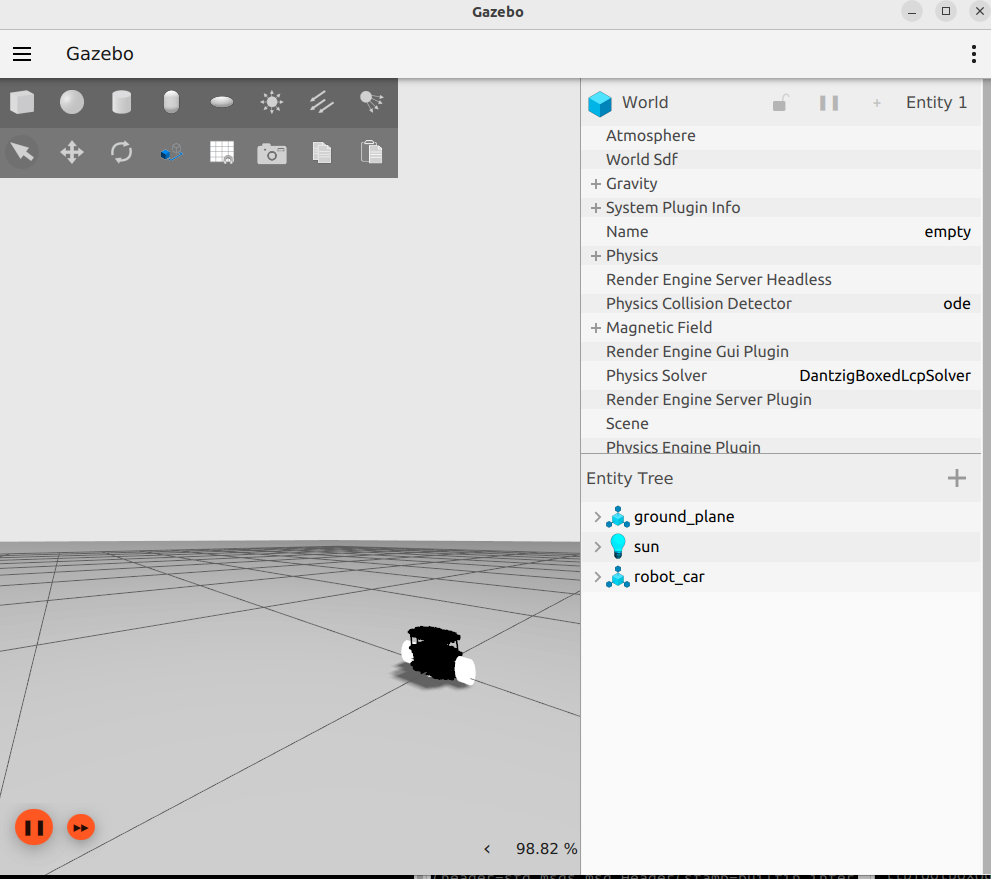 Gazebo
Gazebo
World
Entity 1
Atmosphere
World Sdf
Gravity
System Plugin Info
Name empty
Physics
Render Engine Server Headless
Physics Collision Detector ode
Magnetic Field
Render Engine Gui Plugin
Physics Solver DantzigBoxedLcpSolver
Render Engine Server Plugin
Scene
Physics Engine Plugin
Entity Tree
ground_plane
sun
robot_car
98.82 %